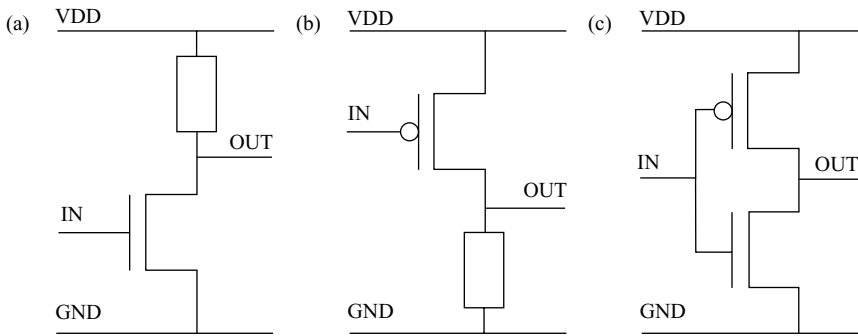 (a)
VDD
OUT
IN
GND
(b)
VDD
IN
OUT
GND
(c)
VDD
IN
OUT
GND